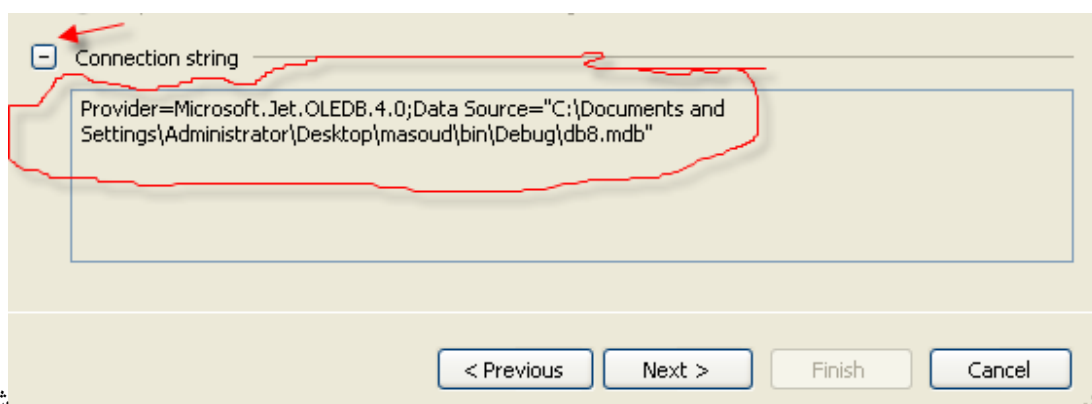 Connection string
Provider=Microsoft.Jet.OLEDB.4.0;Data Source="C:\Documents and
Settings\Administrator\Desktop\masoud\bin\Debug\db8.mdb"
< Previous Next > Finish Cancel